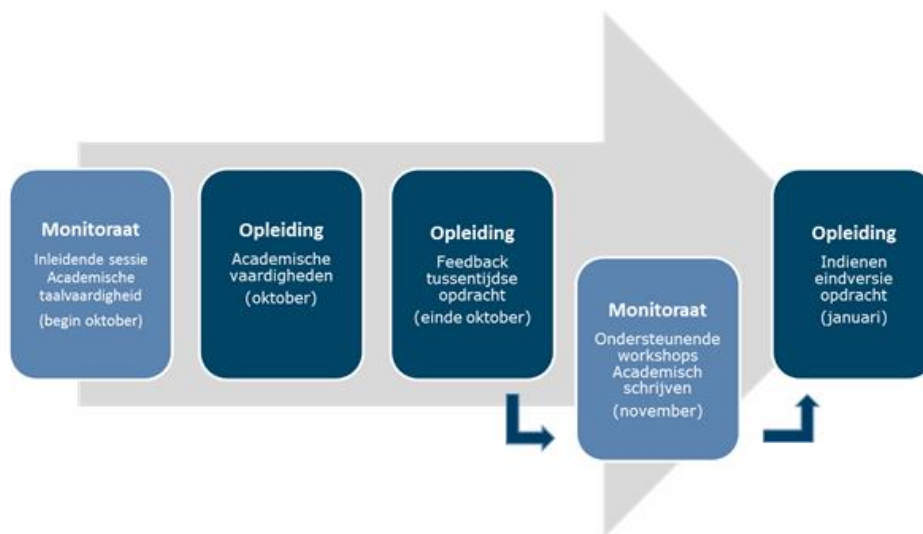 Monitoraat
Inleidende sessie
Academische
taalvaardigheid
(begin oktober)
Opleiding
Academische
vaardigheden
(oktober)
Opleiding
Feedback
tussentijdse
opdracht
(einde oktober)
Monitoraat
Ondersteunende
workshops
Academisch
schrijven
(november)
Opleiding
Indienen
eindversie
opdracht
(januari)